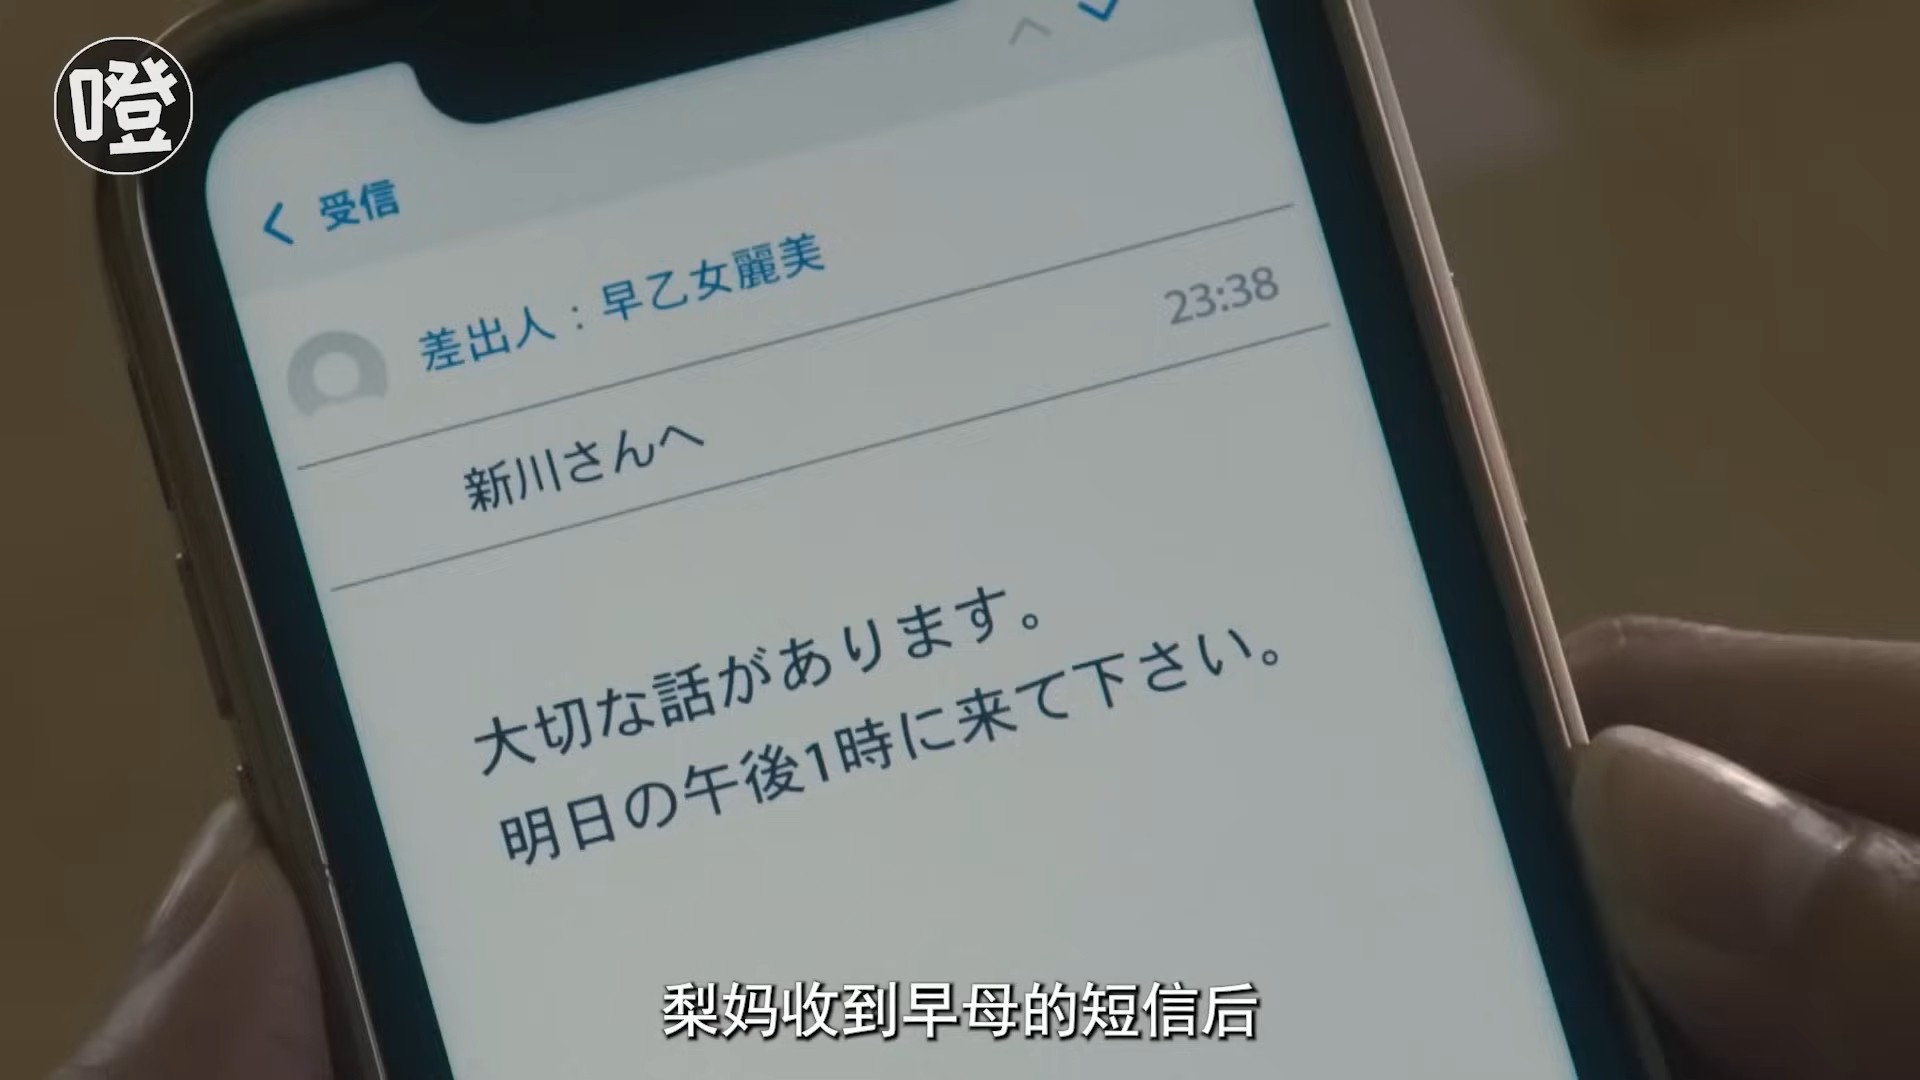 噔
受信
差出人：早乙女麗美
23:38
新川さんへ
大切な話があります。
明日の午後1時に来て下さい。
梨妈收到早母的短信后